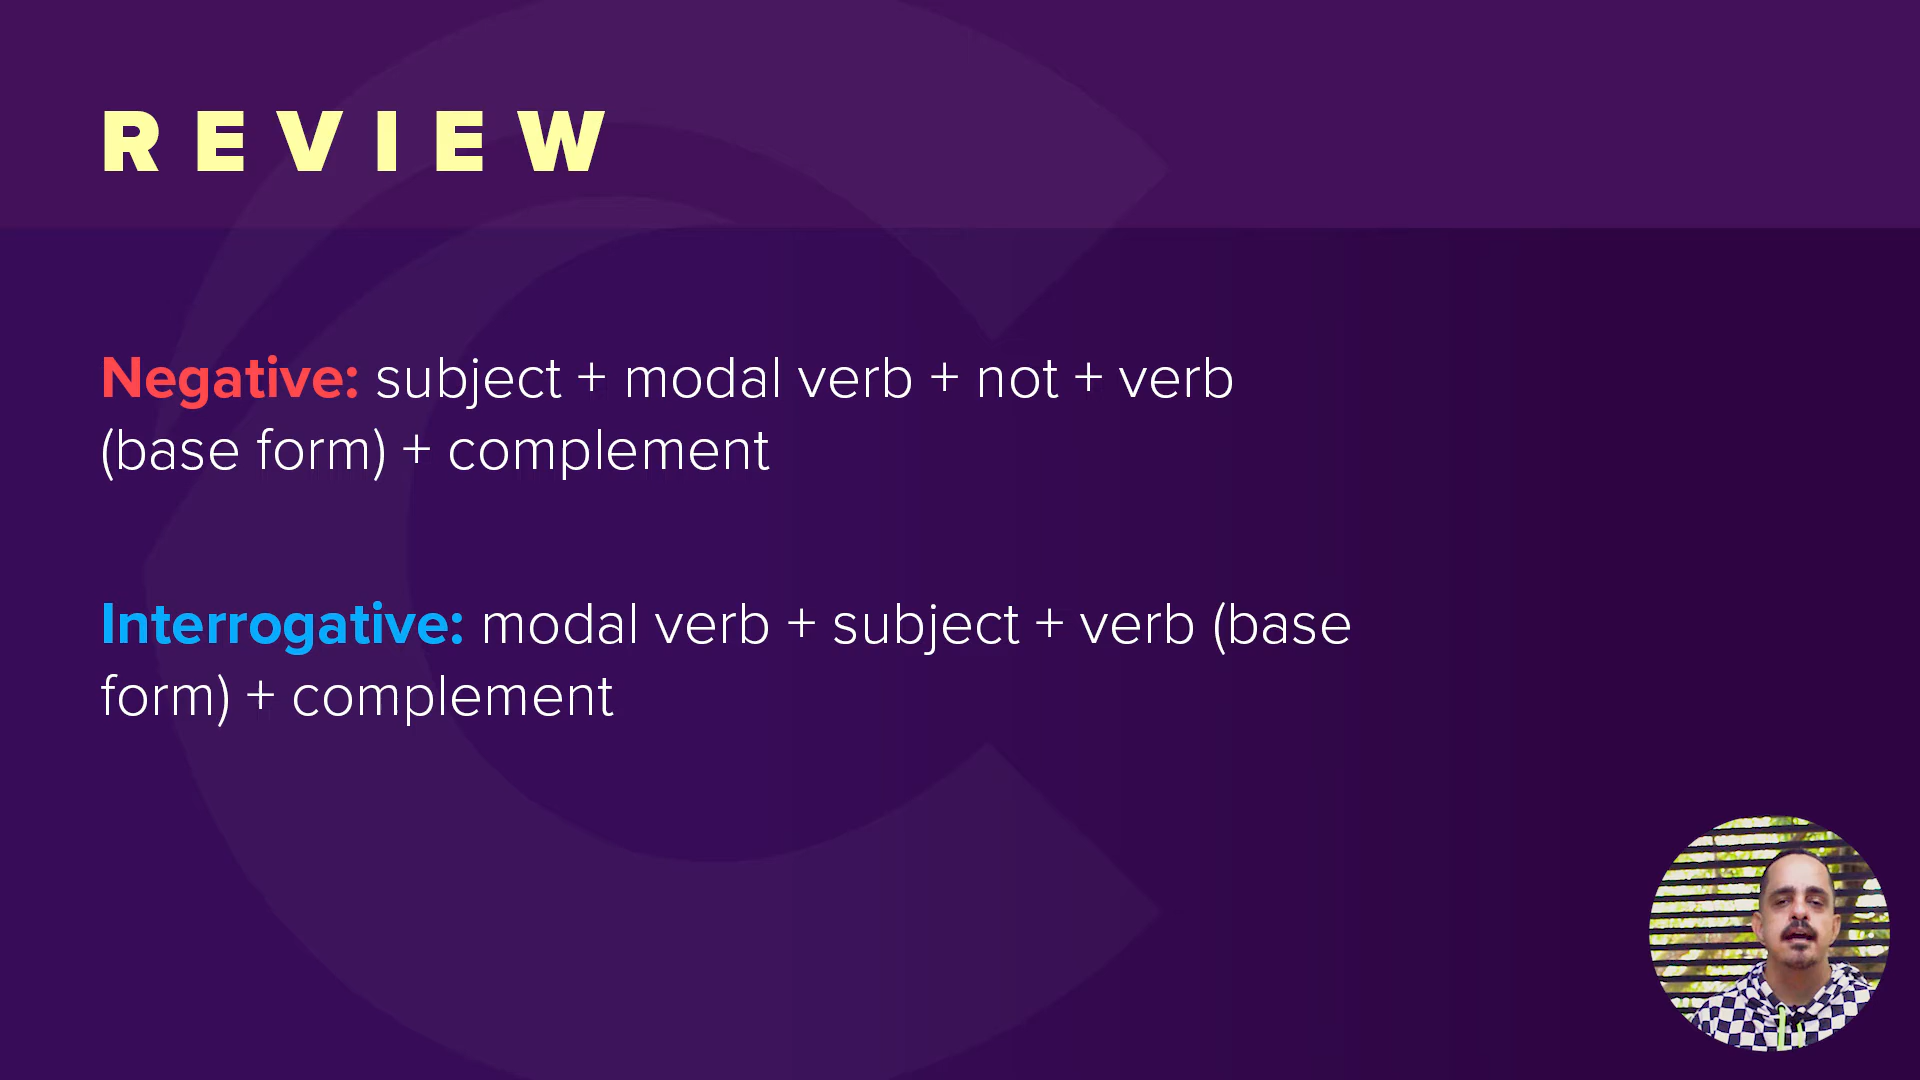 REVIEW
Negative: subject + modal verb + not + verb
(base form) + complement
Interrogative: modal verb + subject + verb (base
form) + complement